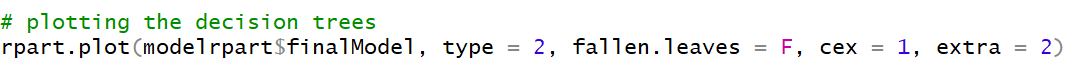 # plotting the decision trees
rpart.plot(modelrpart$finalModel, type = 2, fallen.leaves = F, cex = 1, extra = 2)